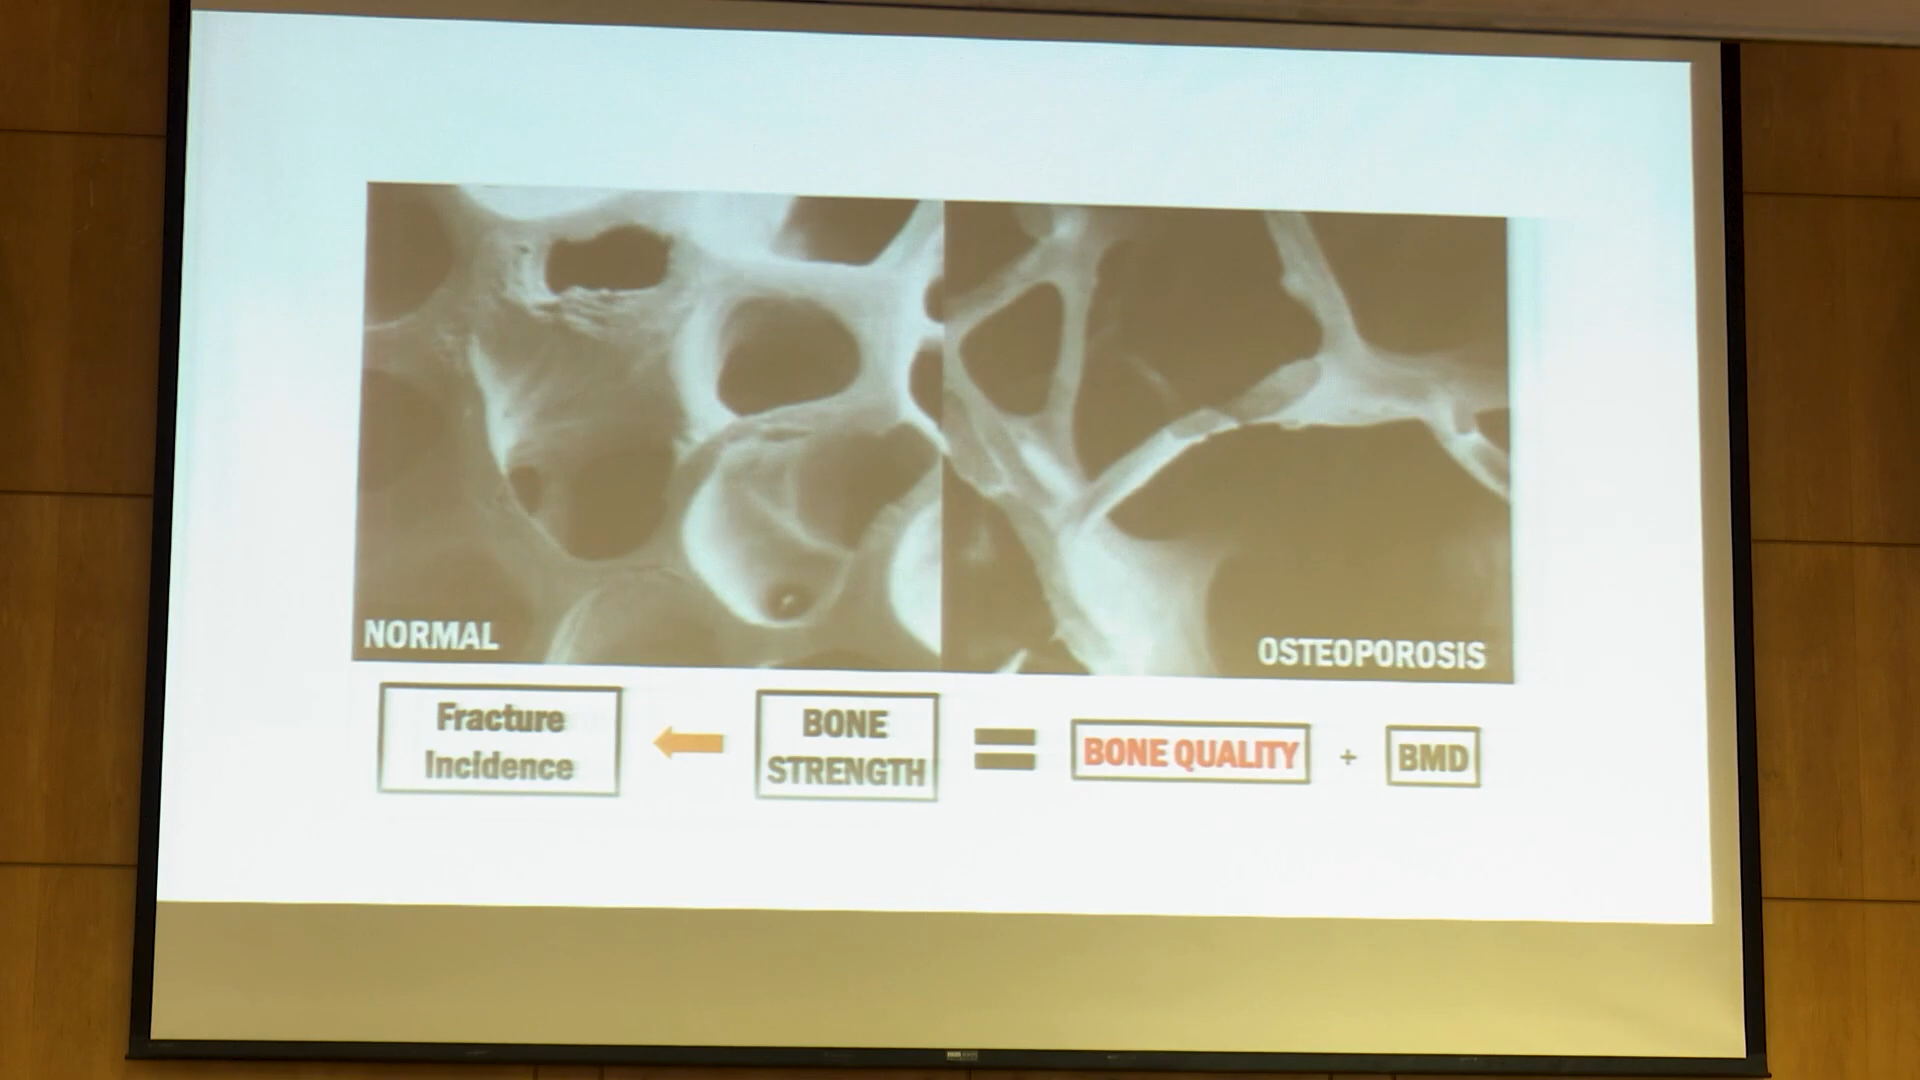 NORMAL
OSTEOPOROSIS
Fracture
Incidence
BONE
STRENGTH
=
BONE QUALITY
+
BMD